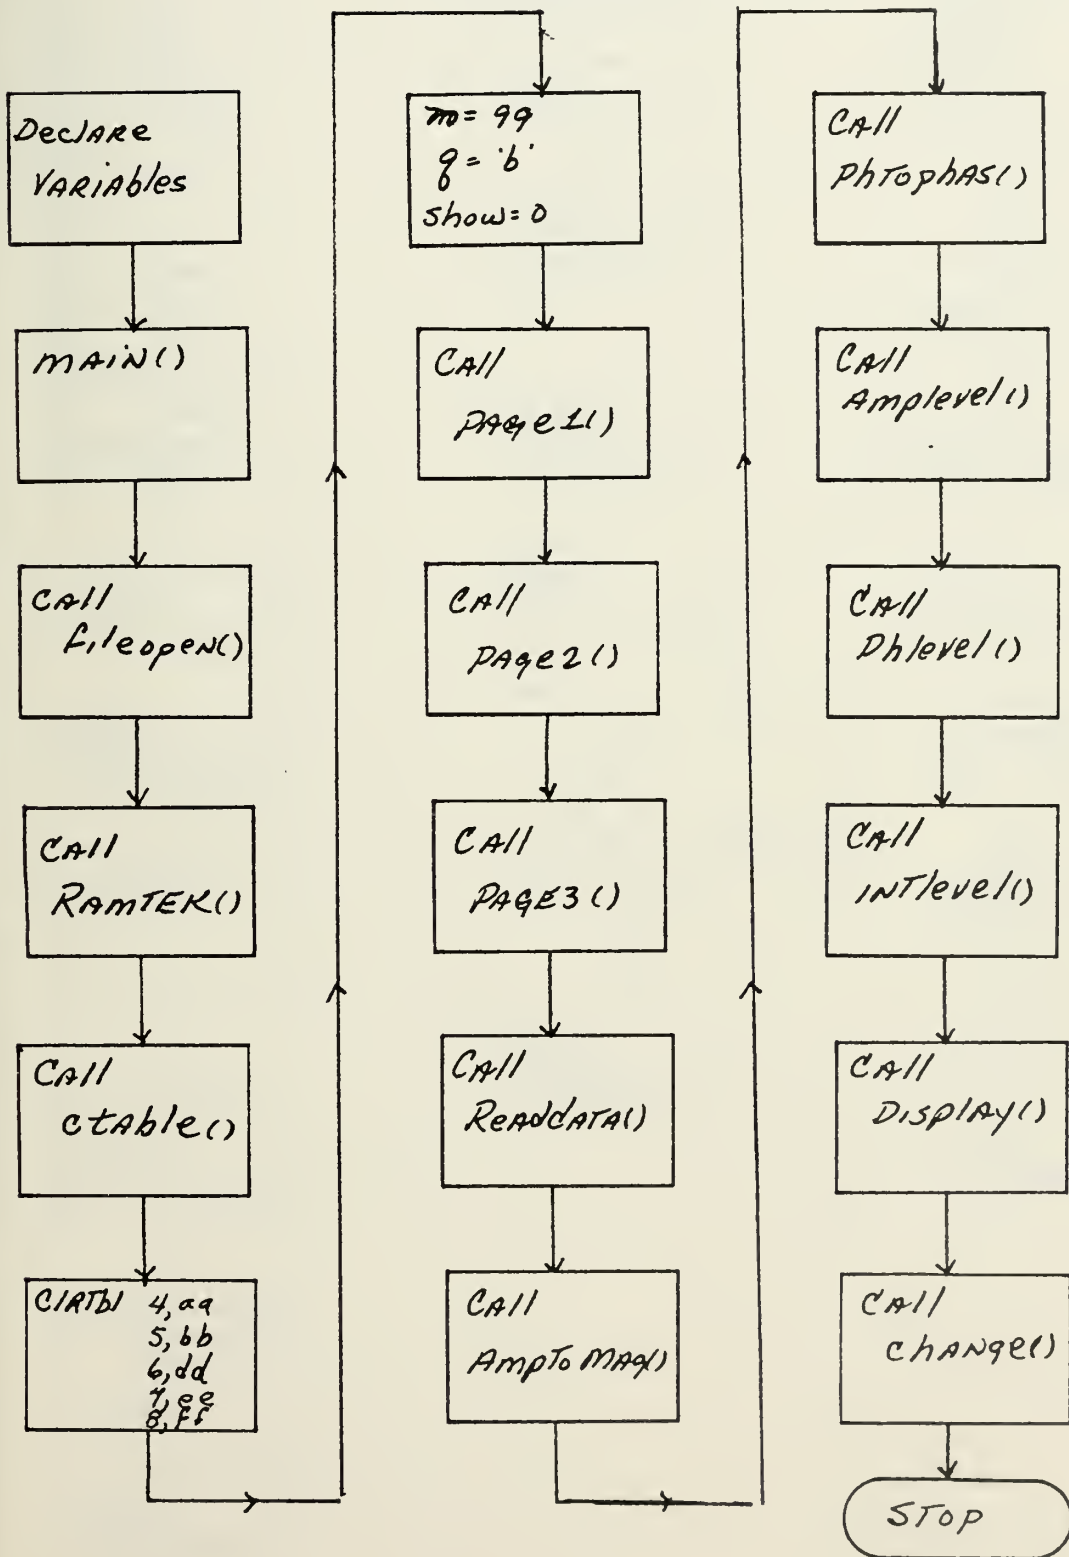 Declare
Variables
main()
Call
fileopen()
Call
Ramtek()
Call
ctable()
Clrtbl 4, aa
5, bb
6, dd
7, ee
8, ff
m= 99
q= 'b'
show= 0
Call
Page1()
Call
Page2()
Call
Page3()
Call
Readdata()
Call
AmptoMag()
Call
Phtophas()
Call
Amplevel()
Call
Phlevel()
Call
Intlevel()
Call
Display()
Call
change()
Stop